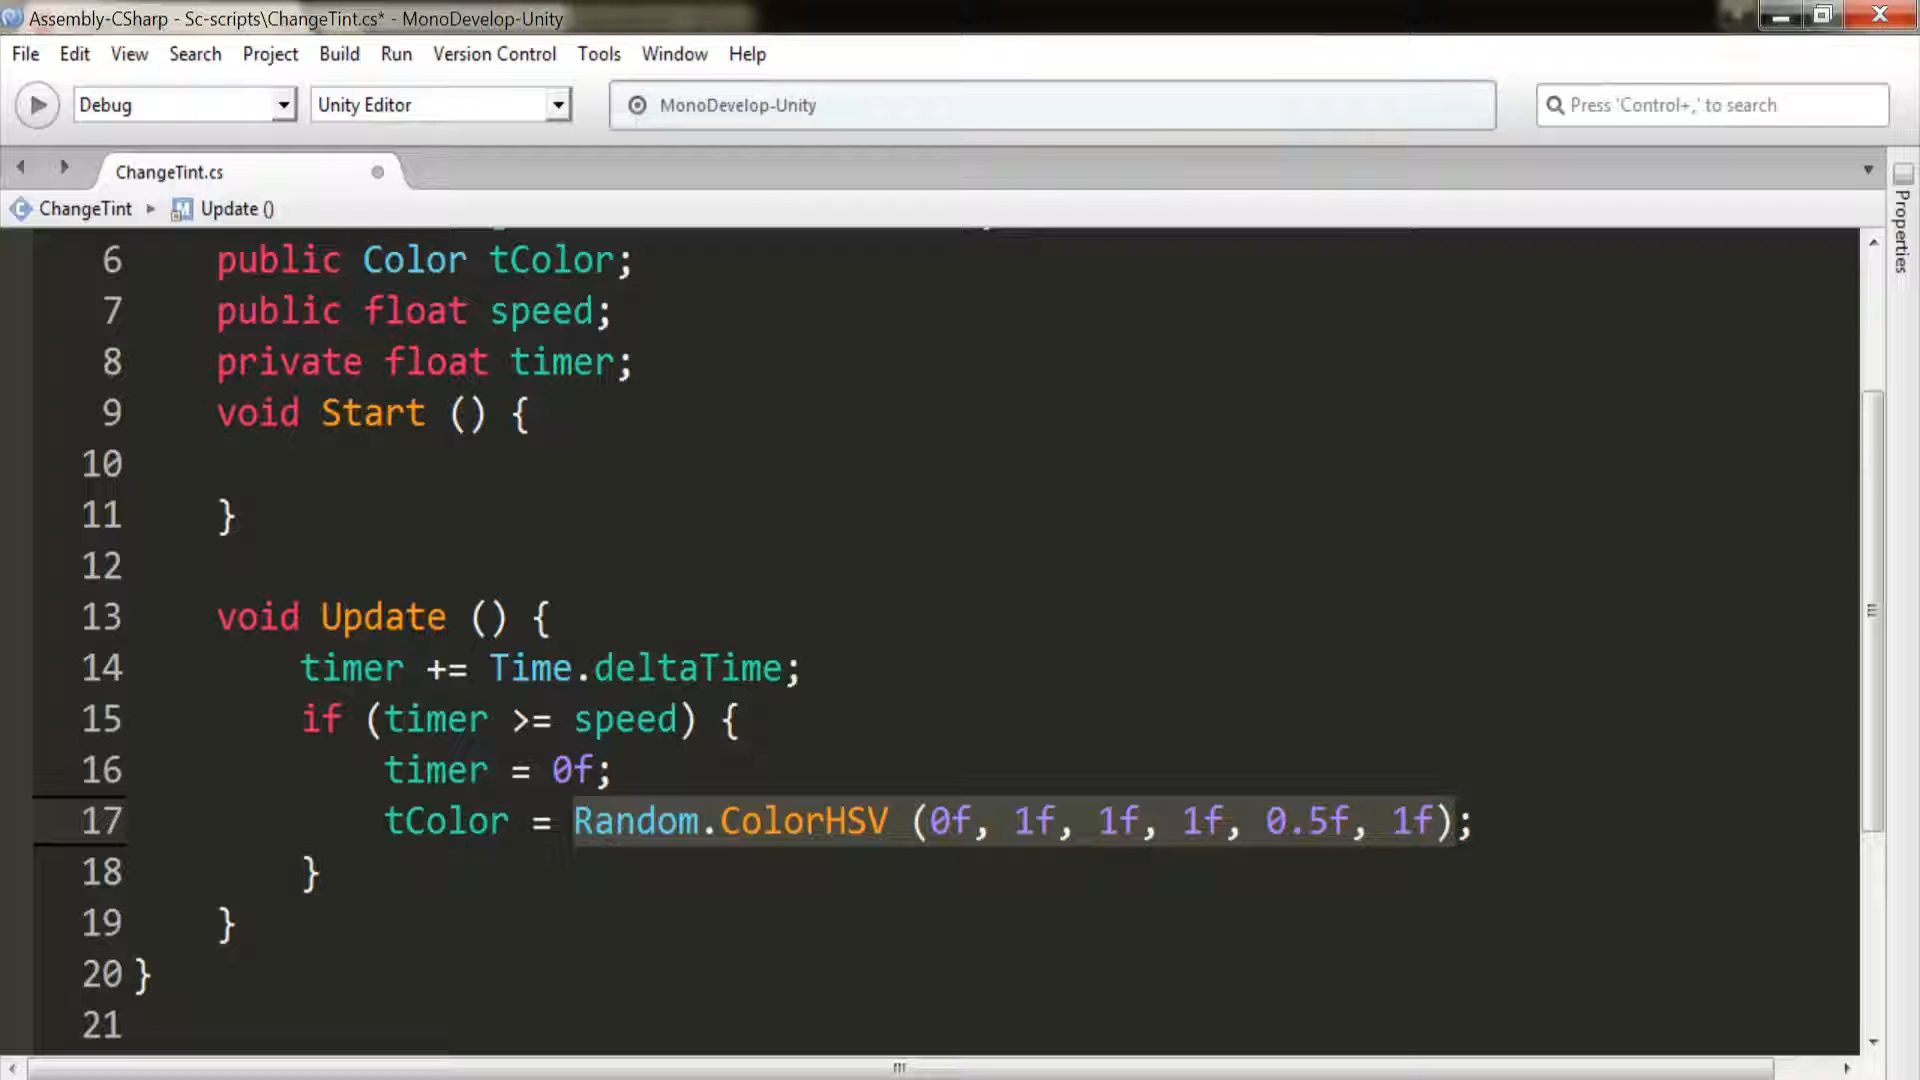 Assembly-CSharp - Sc-scripts\ChangeTint.cs* - MonoDevelop-Unity
File Edit View Search Project Build Run Version Control Tools Window Help
Debug Unity Editor MonoDevelop-Unity Press 'Control+,' to search
ChangeTint.cs
ChangeTint Update ()
Properties
6 public Color tColor;
7 public float speed;
8 private float timer;
9 void Start () {
10
11 }
12
13 void Update () {
14 timer += Time.deltaTime;
15 if (timer >= speed) {
16 timer = 0f;
17 tColor = Random.ColorHSV (0f, 1f, 1f, 1f, 0.5f, 1f);
18 }
19 }
20 }
21